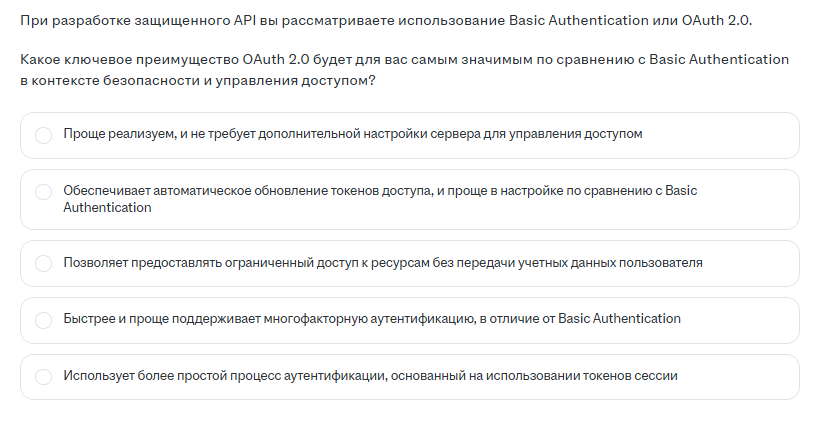 При разработке защищенного API вы рассматриваете использование Basic Authentication или OAuth 2.0.
Какое ключевое преимущество OAuth 2.0 будет для вас самым значимым по сравнению с Basic Authentication
в контексте безопасности и управления доступом?
Проще реализуем, и не требует дополнительной настройки сервера для управления доступом
Обеспечивает автоматическое обновление токенов доступа, и проще в настройке по сравнению с Basic
Authentication
Позволяет предоставлять ограниченный доступ к ресурсам без передачи учетных данных пользователя
Быстрее и проще поддерживает многофакторную аутентификацию, в отличие от Basic Authentication
Использует более простой процесс аутентификации, основанный на использовании токенов сессии